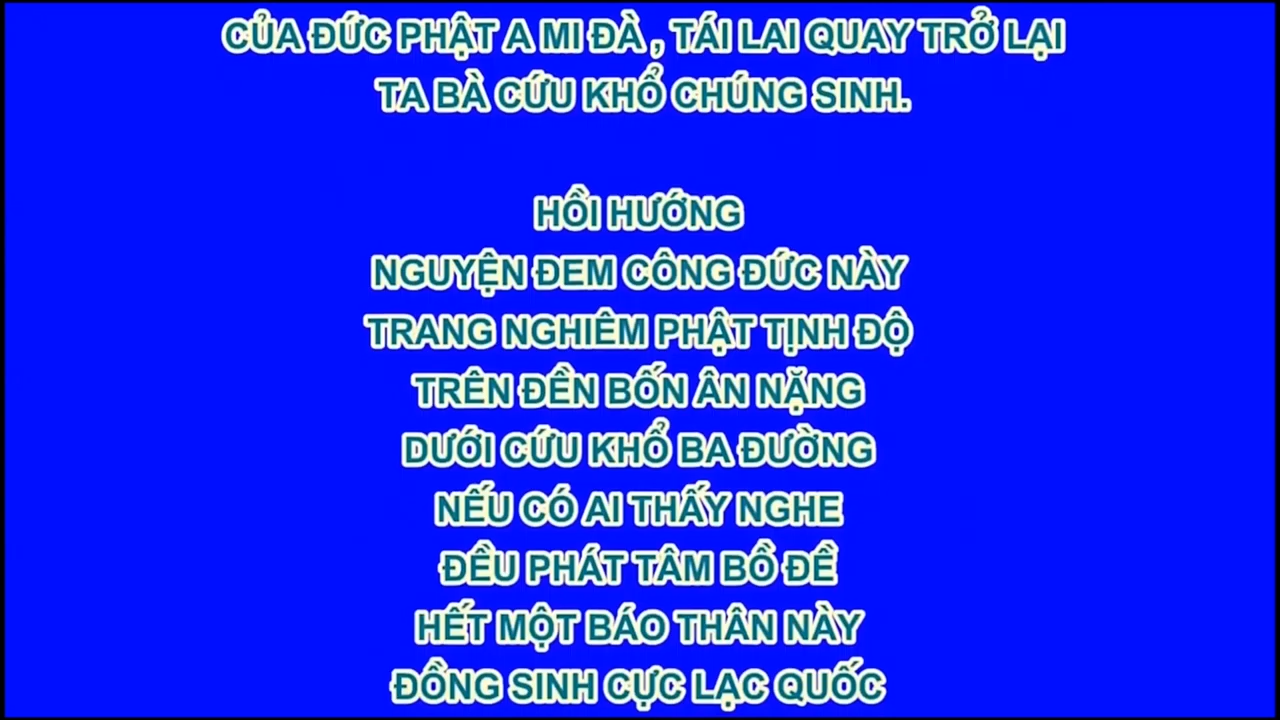 CỦA ĐỨC PHẬT A MI ĐÀ , TÁI LAI QUAY TRỞ LẠI
TA BÀ CỨU KHỔ CHÚNG SINH.
HỒI HƯỚNG
NGUYỆN ĐEM CÔNG ĐỨC NÀY
TRANG NGHIÊM PHẬT TỊNH ĐỘ
TRÊN ĐỀN BỐN ÂN NẶNG
DƯỚI CỨU KHỔ BA ĐƯỜNG
NẾU CÓ AI THẤY NGHE
ĐỀU PHÁT TÂM BỒ ĐỀ
HẾT MỘT BÁO THÂN NÀY
ĐỒNG SINH CỰC LẠC QUỐC